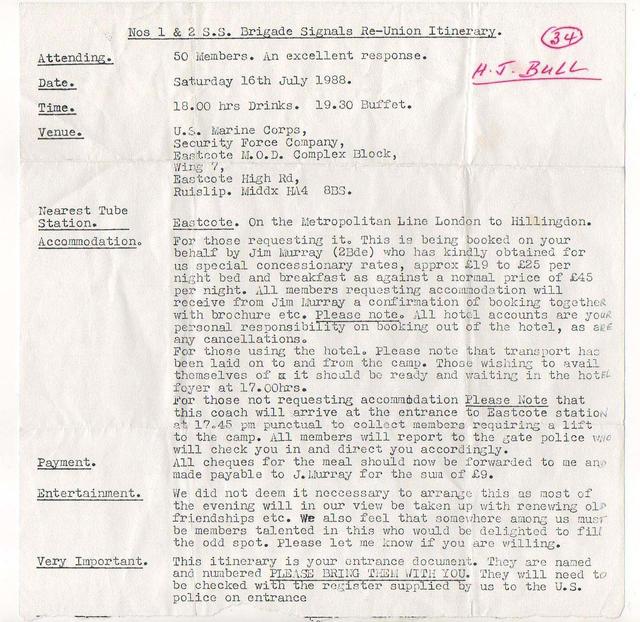 Nos 1 & 2 S.S. Brigade Signals Re-Union Itinerary.
34
H.J. BULL
Attending. 50 Members. An excellent response.
Date. Saturday 16th July 1988.
Time. 18.00 hrs Drinks. 19.30 Buffet.
Venue. U.S. Marine Corps,
Security Force Company,
Eastcote M.O.D. Complex Block,
Wing 7,
Eastcote High Rd,
Ruislip. Middx HA4 8BS.
Nearest Tube
Station. Eastcote. On the Metropolitan Line London to Hillingdon.
Accommodation. For those requesting it. This is being booked on your
behalf by Jim Murray (2Bde) who has kindly obtained for
us special concessionary rates, approx £19 to £25 per
night bed and breakfast as against a normal price of £45
per night. All members requesting accommodation will
receive from Jim Murray a confirmation of booking together
with brochure etc. Please note. All hotel accounts are your
personal responsibility on booking out of the hotel, as are
any cancellations.
For those using the hotel. Please note that transport has
been laid on to and from the camp. Those wishing to avail
themselves of it should be ready and waiting in the hotel
foyer at 17.00hrs.
For those not requesting accommodation Please Note that
this coach will arrive at the entrance to Eastcote station
at 17.45 pm punctual to collect members requiring a lift
to the camp. All members will report to the gate police who
will check you in and direct you accordingly.
Payment. All cheques for the meal should now be forwarded to me and
made payable to J.Murray for the sum of £9.
Entertainment. We did not deem it neccessary to arrange this as most of
the evening will in our view be taken up with renewing old
friendships etc. We also feel that somewhere among us must
be members talented in this who would be delighted to fill
the odd spot. Please let me know if you are willing.
Very Important. This itinerary is your entrance document. They are named
and numbered PLEASE BRING THEM WITH YOU. They will need to
be checked with the register supplied by us to the U.S.
police on entrance